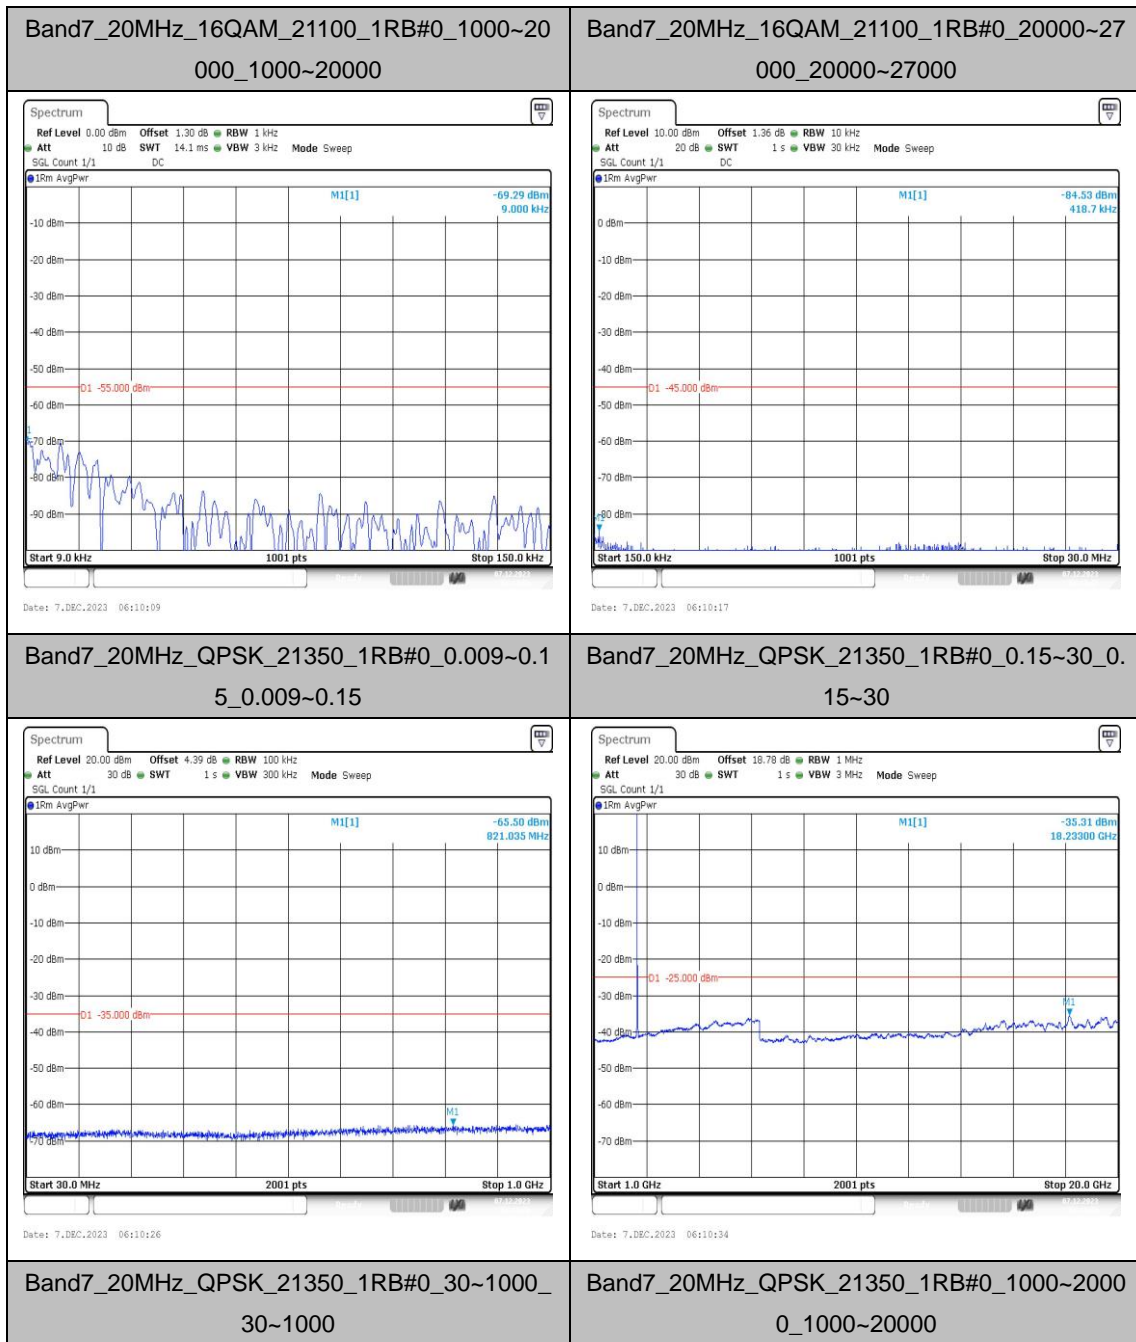 Band7_20MHz_16QAM_21100_1RB#0_1000~20
000_1000~20000
Band7_20MHz_16QAM_21100_1RB#0_20000~27
000_20000~27000
Spectrum
Ref Level 0.00 dBm Offset 1.30 dB RBW 1 kHz
Att 10 dB SWT 14.1 ms VBW 3 kHz Mode Sweep
SGL Count 1/1 DC
1Rm AvgPwr
M1[1] -69.29 dBm
9.000 kHz
-10 dBm
-20 dBm
-30 dBm
-40 dBm
-50 dBm
D1 -55.000 dBm
-60 dBm
-70 dBm
-80 dBm
-90 dBm
Start 9.0 kHz 1001 pts Stop 150.0 kHz
Date: 7.DEC.2023 06:10:09
Spectrum
Ref Level 10.00 dBm Offset 1.36 dB RBW 10 kHz
Att 20 dB SWT 1 s VBW 30 kHz Mode Sweep
SGL Count 1/1 DC
1Rm AvgPwr
M1[1] -84.53 dBm
418.7 kHz
0 dBm
-10 dBm
-20 dBm
-30 dBm
-40 dBm
D1 -45.000 dBm
-50 dBm
-60 dBm
-70 dBm
-80 dBm
M1
Start 150.0 kHz 1001 pts Stop 30.0 MHz
Date: 7.DEC.2023 06:10:17
Band7_20MHz_QPSK_21350_1RB#0_0.009~0.1
5_0.009~0.15
Band7_20MHz_QPSK_21350_1RB#0_0.15~30_0.
15~30
Spectrum
Ref Level 20.00 dBm Offset 4.39 dB RBW 100 kHz
Att 30 dB SWT 1 s VBW 300 kHz Mode Sweep
SGL Count 1/1
1Rm AvgPwr
M1[1] -65.50 dBm
821.035 MHz
10 dBm
0 dBm
-10 dBm
-20 dBm
-30 dBm
D1 -35.000 dBm
-40 dBm
-50 dBm
-60 dBm
M1
-70 dBm
Start 30.0 MHz 2001 pts Stop 1.0 GHz
Date: 7.DEC.2023 06:10:26
Spectrum
Ref Level 20.00 dBm Offset 18.78 dB RBW 1 MHz
Att 30 dB SWT 1 s VBW 3 MHz Mode Sweep
SGL Count 1/1
1Rm AvgPwr
M1[1] -35.31 dBm
18.23300 GHz
10 dBm
0 dBm
-10 dBm
-20 dBm
D1 -25.000 dBm
-30 dBm
M1
-40 dBm
-50 dBm
-60 dBm
-70 dBm
Start 1.0 GHz 2001 pts Stop 20.0 GHz
Date: 7.DEC.2023 06:10:34
Band7_20MHz_QPSK_21350_1RB#0_30~1000_
30~1000
Band7_20MHz_QPSK_21350_1RB#0_1000~2000
0_1000~20000